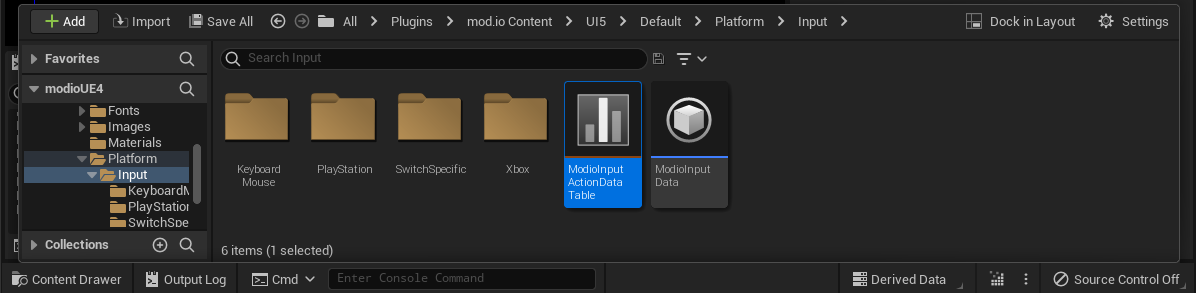 Add Import Save All All Plugins mod.io Content UI5 Default Platform Input Dock in Layout Settings
Favorites
Search Input
modioUE4
Fonts
Images
Materials
Platform
Input
KeyboardM
PlayStation
SwitchSpe
Collections
Keyboard
Mouse
PlayStation
SwitchSpecific
Xbox
ModioInput
ActionData
Table
ModioInput
Data
6 items (1 selected)
Content Drawer Output Log Cmd Enter Console Command Derived Data Source Control Off